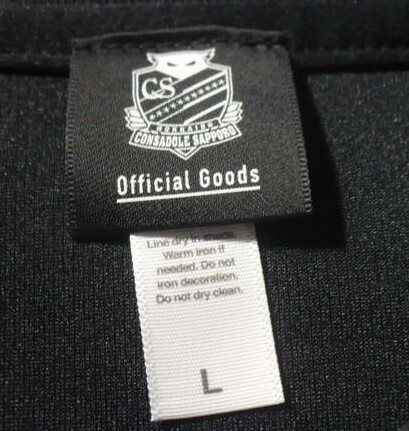 CS
HOKKAIDO
CONSADOLE SAPPORO
Official Goods
Line dry in shade.
Warm iron if
needed. Do not
iron decoration.
Do not dry clean.
L